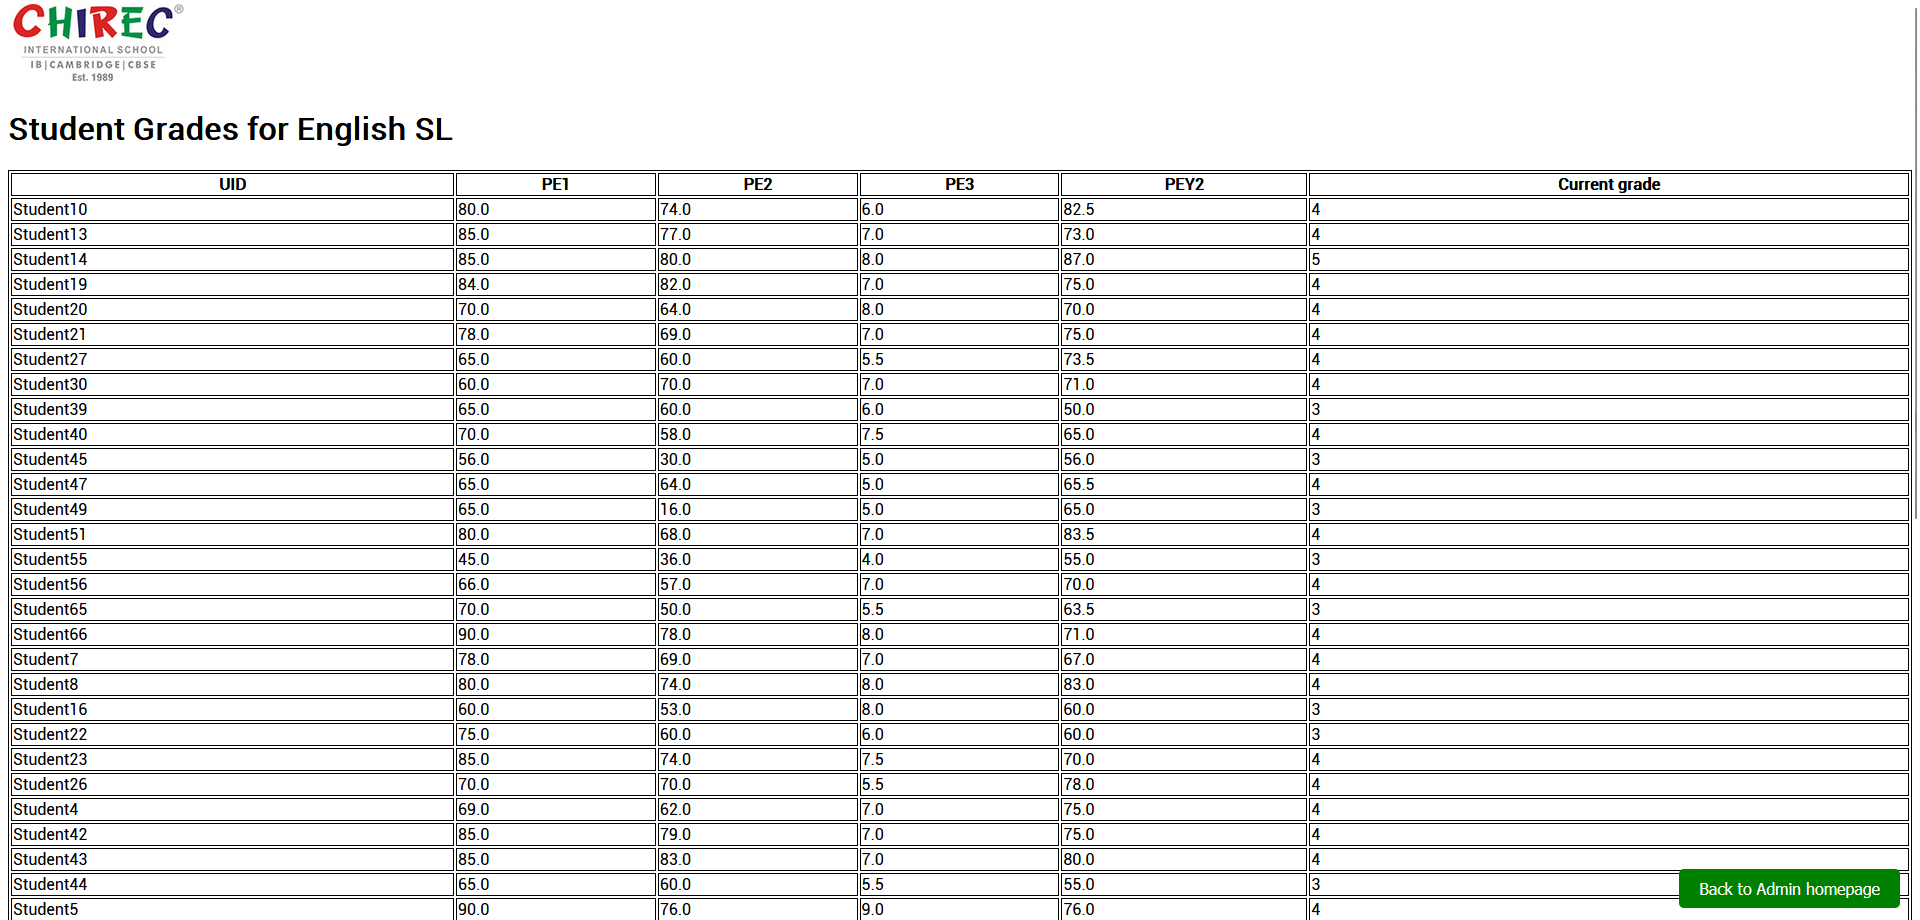 CHIREC®
INTERNATIONAL SCHOOL
IB|CAMBRIDGE|CBSE
Est. 1989
Student Grades for English SL
UID PE1 PE2 PE3 PEY2 Current grade
Student10 80.0 74.0 6.0 82.5 4
Student13 85.0 77.0 7.0 73.0 4
Student14 85.0 80.0 8.0 87.0 5
Student19 84.0 82.0 7.0 75.0 4
Student20 70.0 64.0 8.0 70.0 4
Student21 78.0 69.0 7.0 75.0 4
Student27 65.0 60.0 5.5 73.5 4
Student30 60.0 70.0 7.0 71.0 4
Student39 65.0 60.0 6.0 50.0 3
Student40 70.0 58.0 7.5 65.0 4
Student45 56.0 30.0 5.0 56.0 3
Student47 65.0 64.0 5.0 65.5 4
Student49 65.0 16.0 5.0 65.0 3
Student51 80.0 68.0 7.0 83.5 4
Student55 45.0 36.0 4.0 55.0 3
Student56 66.0 57.0 7.0 70.0 4
Student65 70.0 50.0 5.5 63.5 3
Student66 90.0 78.0 8.0 71.0 4
Student7 78.0 69.0 7.0 67.0 4
Student8 80.0 74.0 8.0 83.0 4
Student16 60.0 53.0 8.0 60.0 3
Student22 75.0 60.0 6.0 60.0 3
Student23 85.0 74.0 7.5 70.0 4
Student26 70.0 70.0 5.5 78.0 4
Student4 69.0 62.0 7.0 75.0 4
Student42 85.0 79.0 7.0 75.0 4
Student43 85.0 83.0 7.0 80.0 4
Student44 65.0 60.0 5.5 55.0 3
Back to Admin homepage
Student5 90.0 76.0 9.0 76.0 4